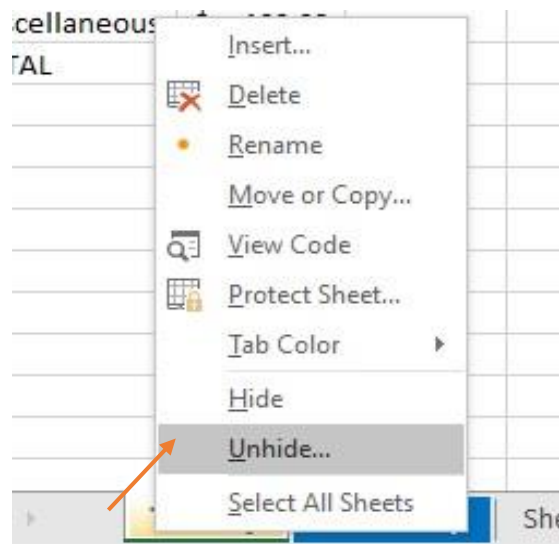 cellaneous
TAL
Insert...
Delete
Rename
Move or Copy...
View Code
Protect Sheet...
Tab Color
Hide
Unhide...
Select All Sheets
She